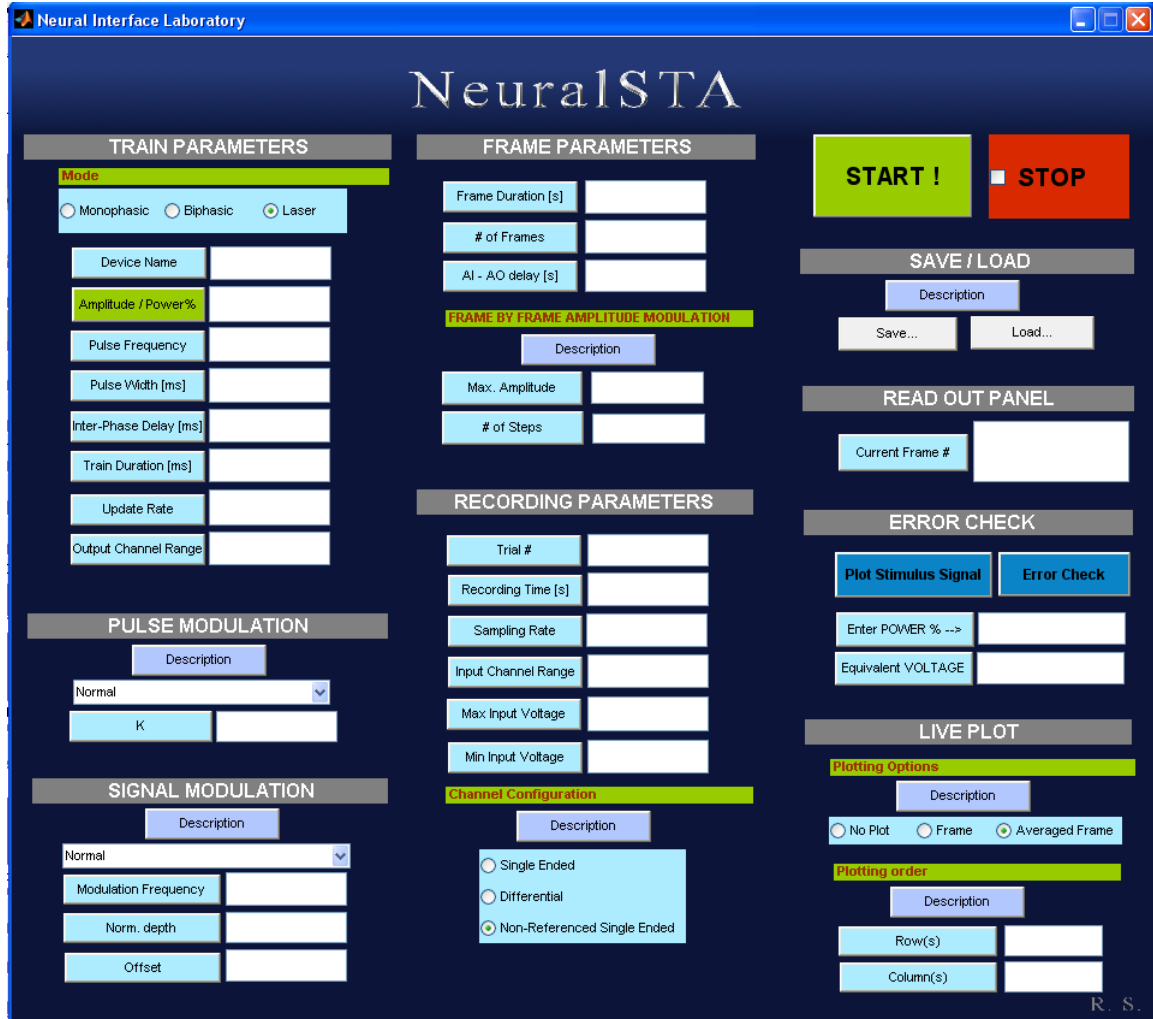 Neural Interface Laboratory
NeuralSTA
TRAIN PARAMETERS
Mode
Monophasic Biphasic Laser
Device Name
Amplitude / Power%
Pulse Frequency
Pulse Width [ms]
Inter-Phase Delay [ms]
Train Duration [ms]
Update Rate
Output Channel Range
PULSE MODULATION
Description
Normal
K
SIGNAL MODULATION
Description
Normal
Modulation Frequency
Norm. depth
Offset
FRAME PARAMETERS
Frame Duration [s]
# of Frames
AI - AO delay [s]
FRAME BY FRAME AMPLITUDE MODULATION
Description
Max. Amplitude
# of Steps
RECORDING PARAMETERS
Trial #
Recording Time [s]
Sampling Rate
Input Channel Range
Max Input Voltage
Min Input Voltage
Channel Configuration
Description
Single Ended
Differential
Non-Referenced Single Ended
START ! STOP
SAVE / LOAD
Description
Save... Load...
READ OUT PANEL
Current Frame #
ERROR CHECK
Plot Stimulus Signal Error Check
Enter POWER % -->
Equivalent VOLTAGE
LIVE PLOT
Plotting Options
Description
No Plot Frame Averaged Frame
Plotting order
Description
Row(s)
Column(s)
R. S.